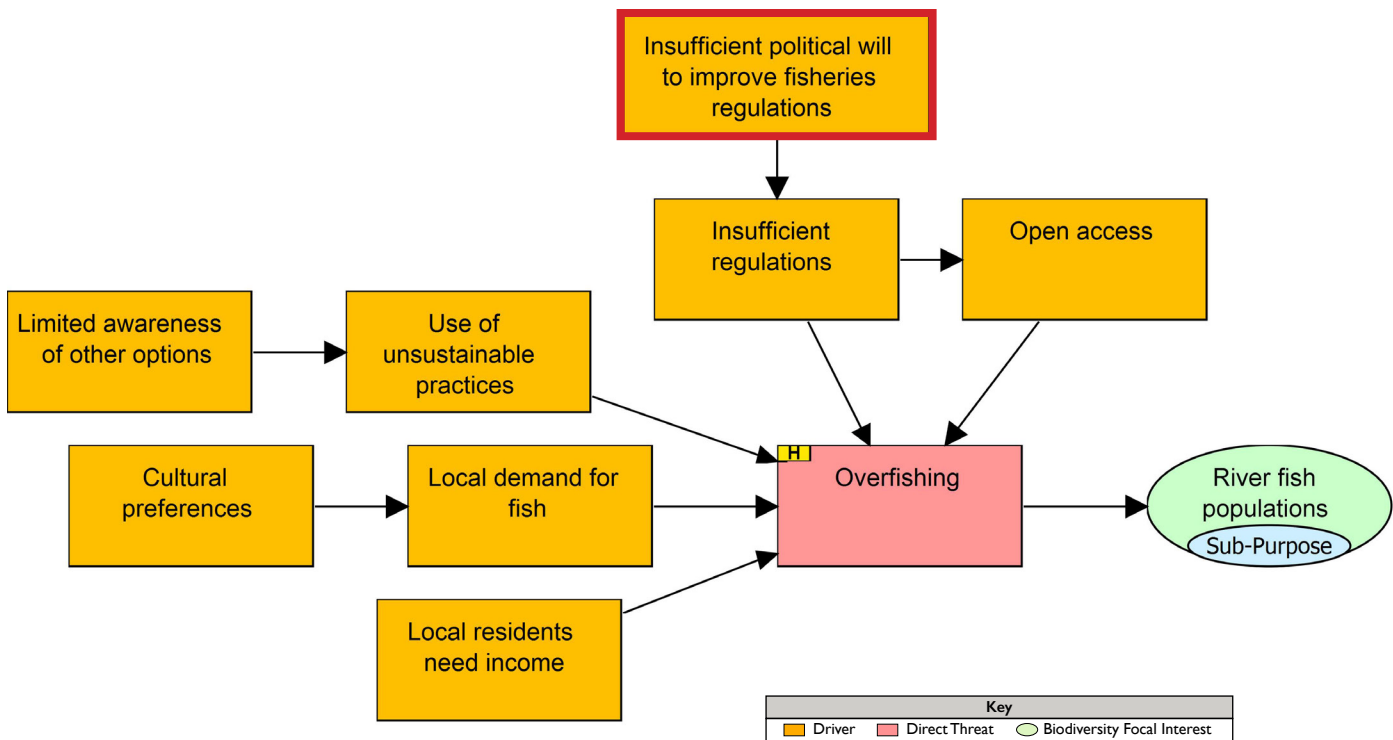 Insufficient political will
to improve fisheries
regulations
Insufficient
regulations
Open access
Limited awareness
of other options
Use of
unsustainable
practices
Cultural
preferences
Local demand for
fish
H
Overfishing
River fish
populations
Sub-Purpose
Local residents
need income
Key
Driver Direct Threat Biodiversity Focal Interest